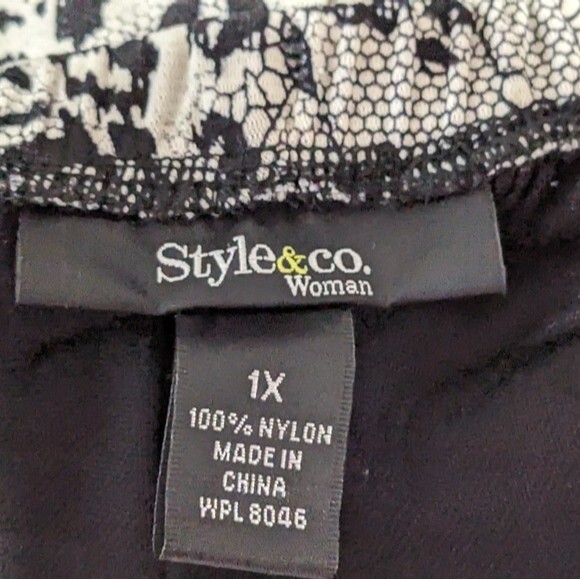 Style&co.
Woman
1X
100% NYLON
MADE IN
CHINA
WPL 8046